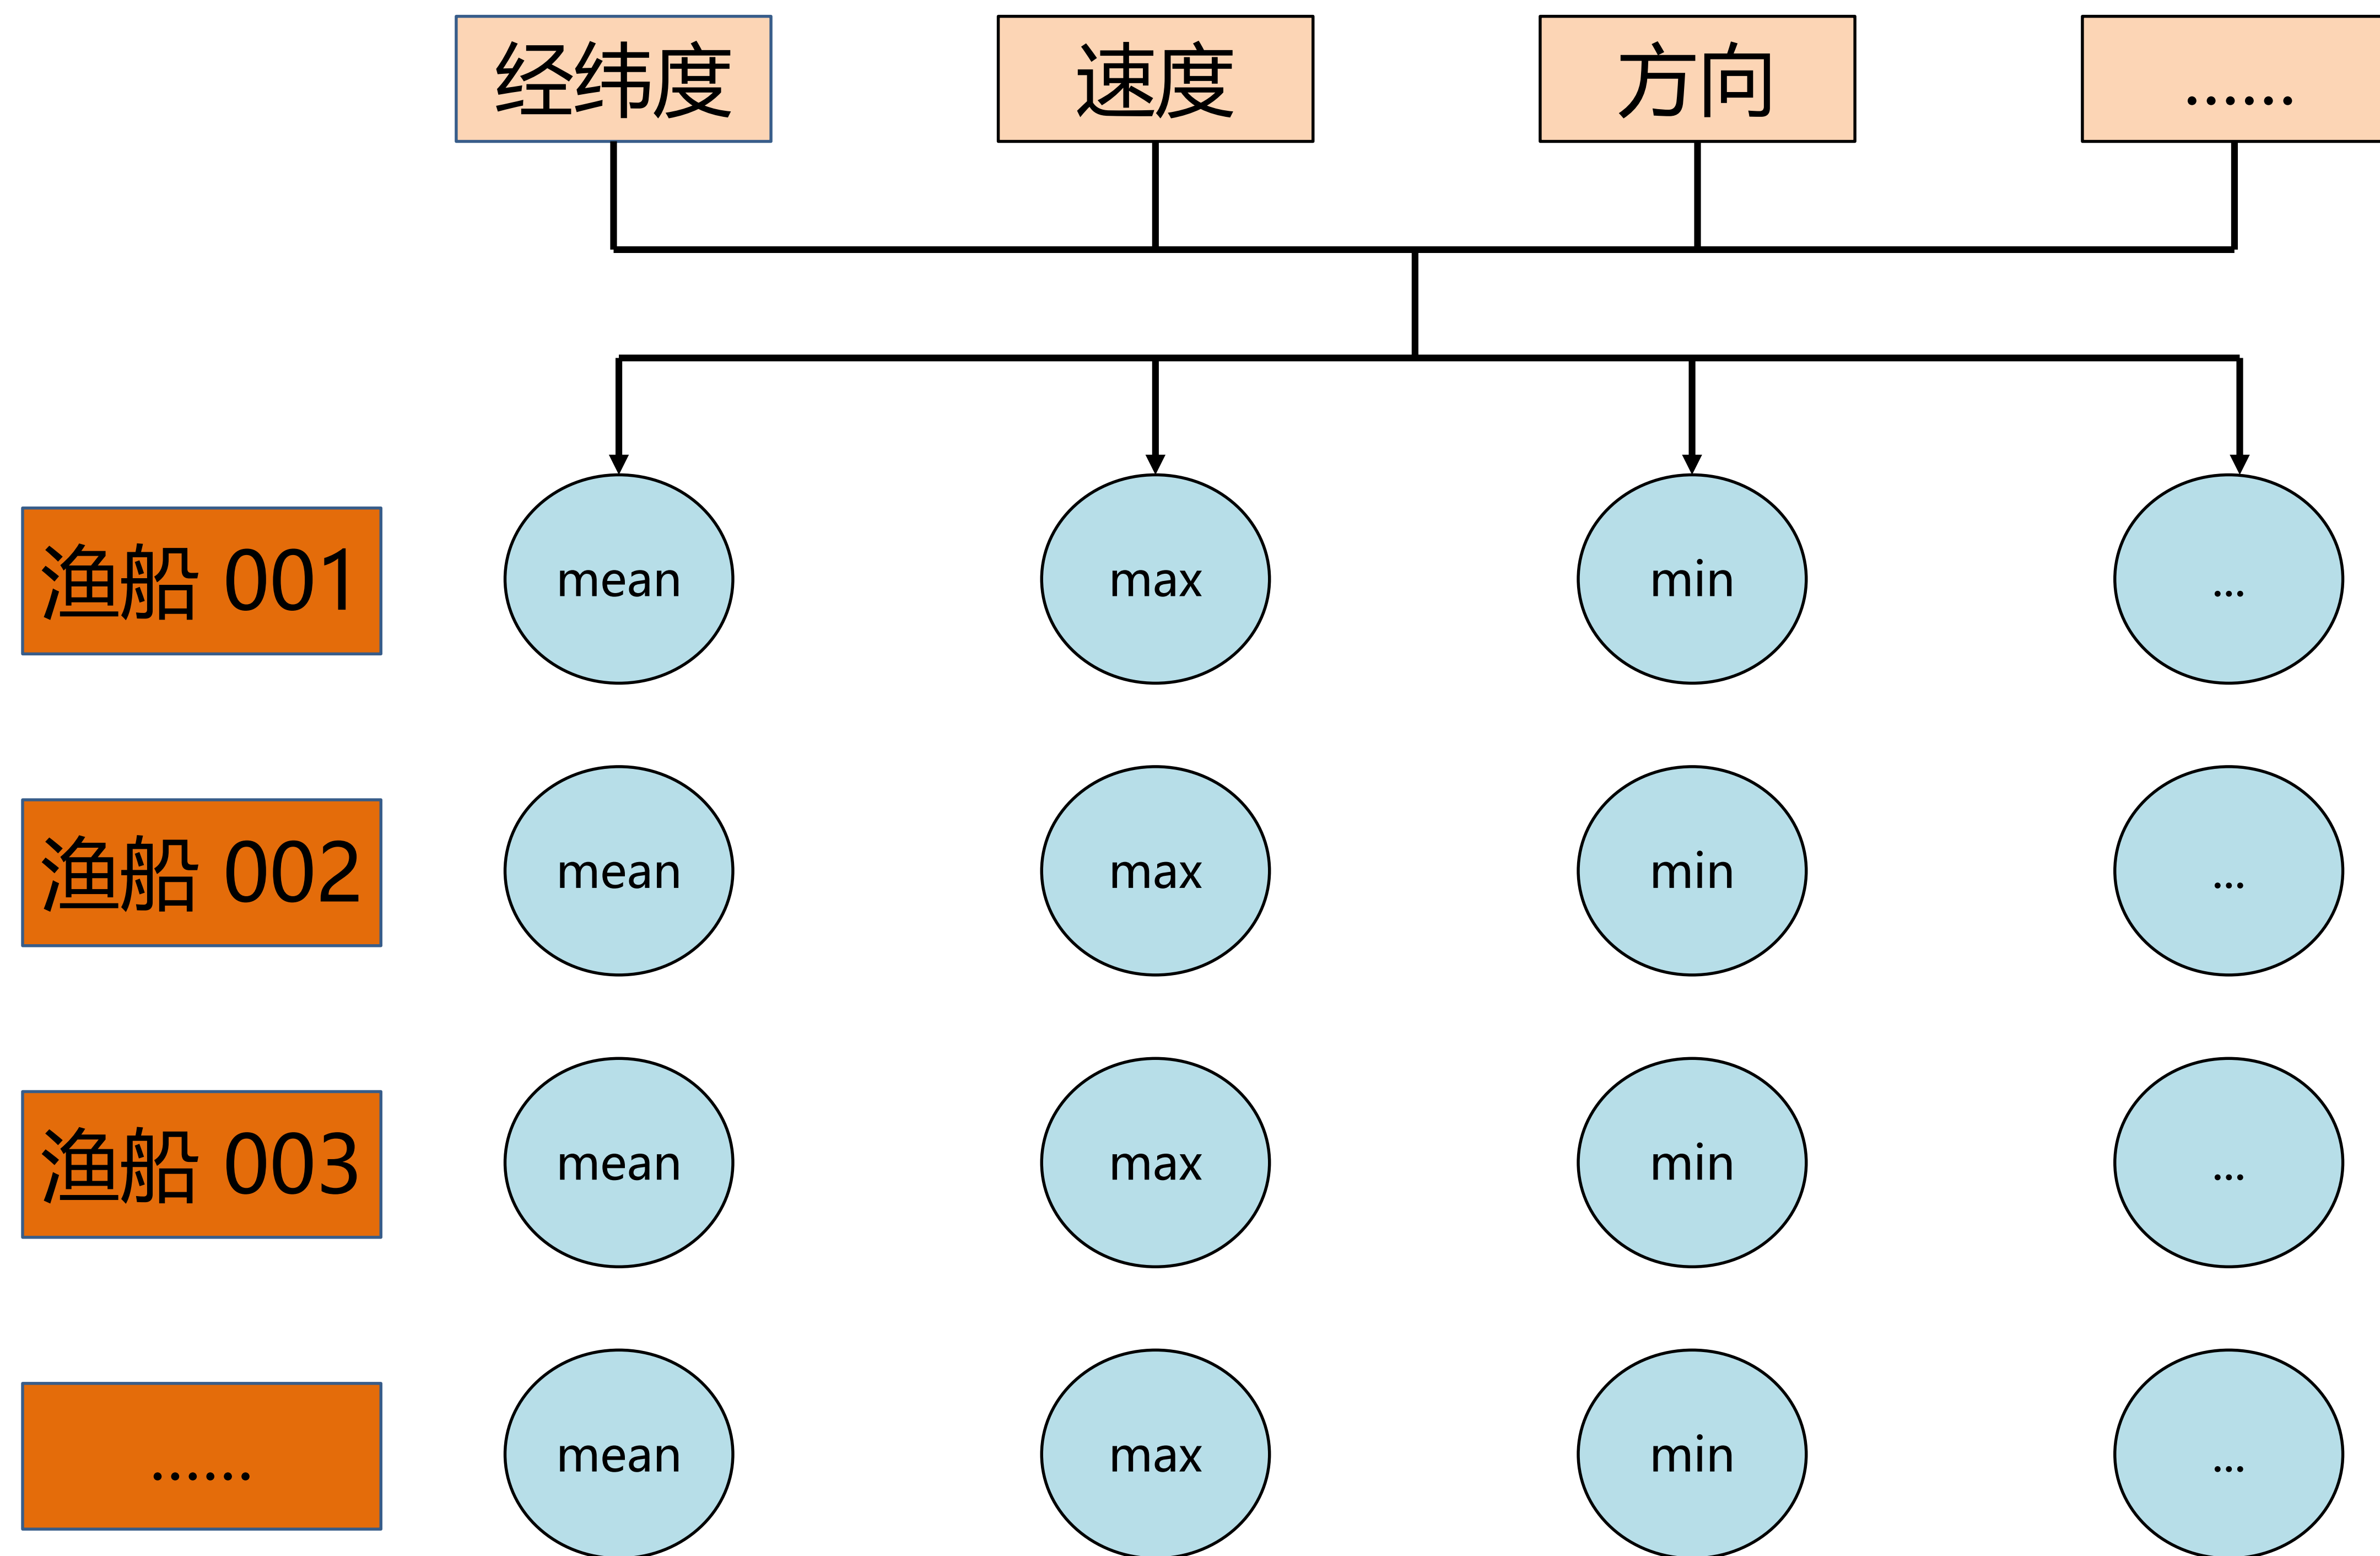 经纬度
速度
方向
……
渔船 001
mean
max
min
...
渔船 002
mean
max
min
...
渔船 003
mean
max
min
...
……
mean
max
min
...